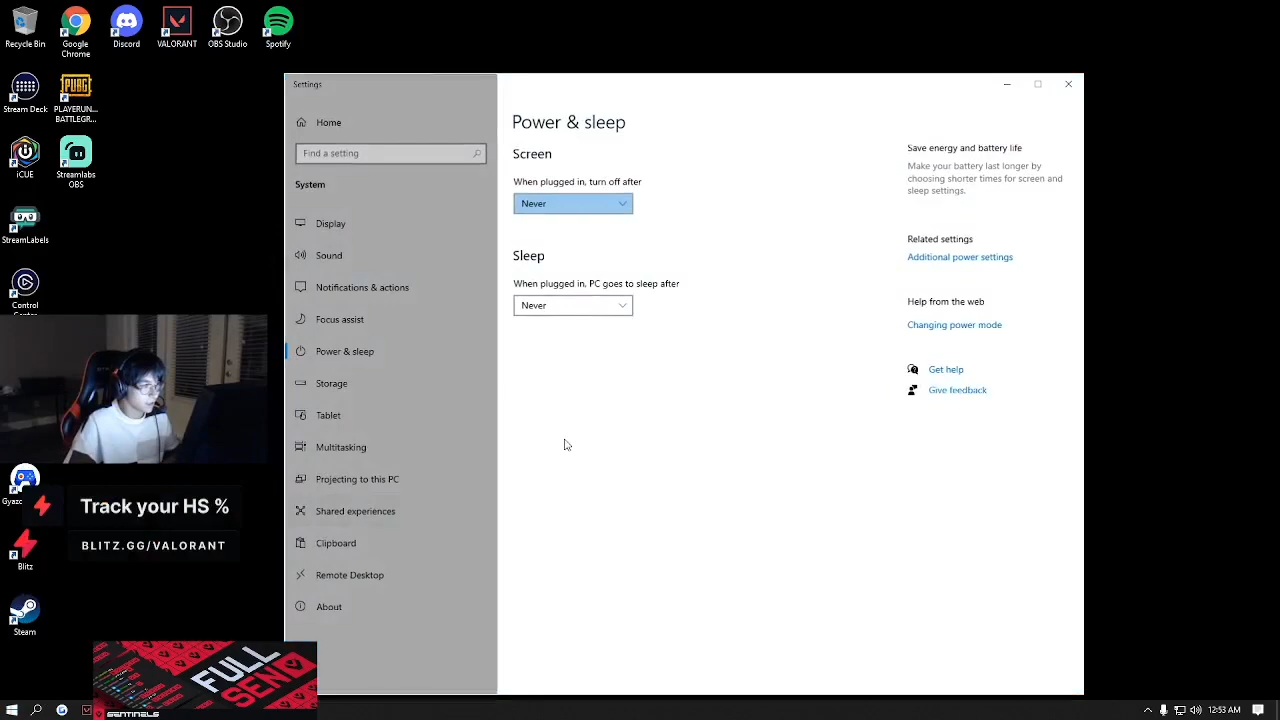 Recycle Bin
Google Chrome
Discord
VALORANT
OBS Studio
Spotify
Stream Deck
PLAYERUN... BATTLEGR...
iCUE
Streamlabs OBS
StreamLabels
Control
Blitz
Steam
Track your HS %
BLITZ.GG/VALORANT
FULL
SEND
SENTINELS
Settings
Home
Find a setting
System
Display
Sound
Notifications & actions
Focus assist
Power & sleep
Storage
Tablet
Multitasking
Projecting to this PC
Shared experiences
Clipboard
Remote Desktop
About
Power & sleep
Screen
When plugged in, turn off after
Never
Sleep
When plugged in, PC goes to sleep after
Never
Save energy and battery life
Make your battery last longer by
choosing shorter times for screen and
sleep settings.
Related settings
Additional power settings
Help from the web
Changing power mode
Get help
Give feedback
12:53 AM